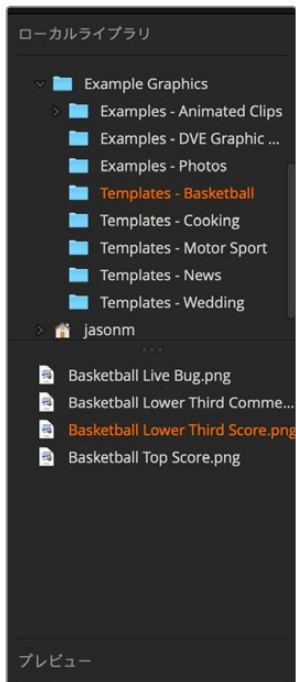 ローカルライブラリ
Example Graphics
Examples - Animated Clips
Examples - DVE Graphic ...
Examples - Photos
Templates - Basketball
Templates - Cooking
Templates - Motor Sport
Templates - News
Templates - Wedding
jasonm
Basketball Live Bug.png
Basketball Lower Third Comme...
Basketball Lower Third Score.png
Basketball Top Score.png
プレビュー